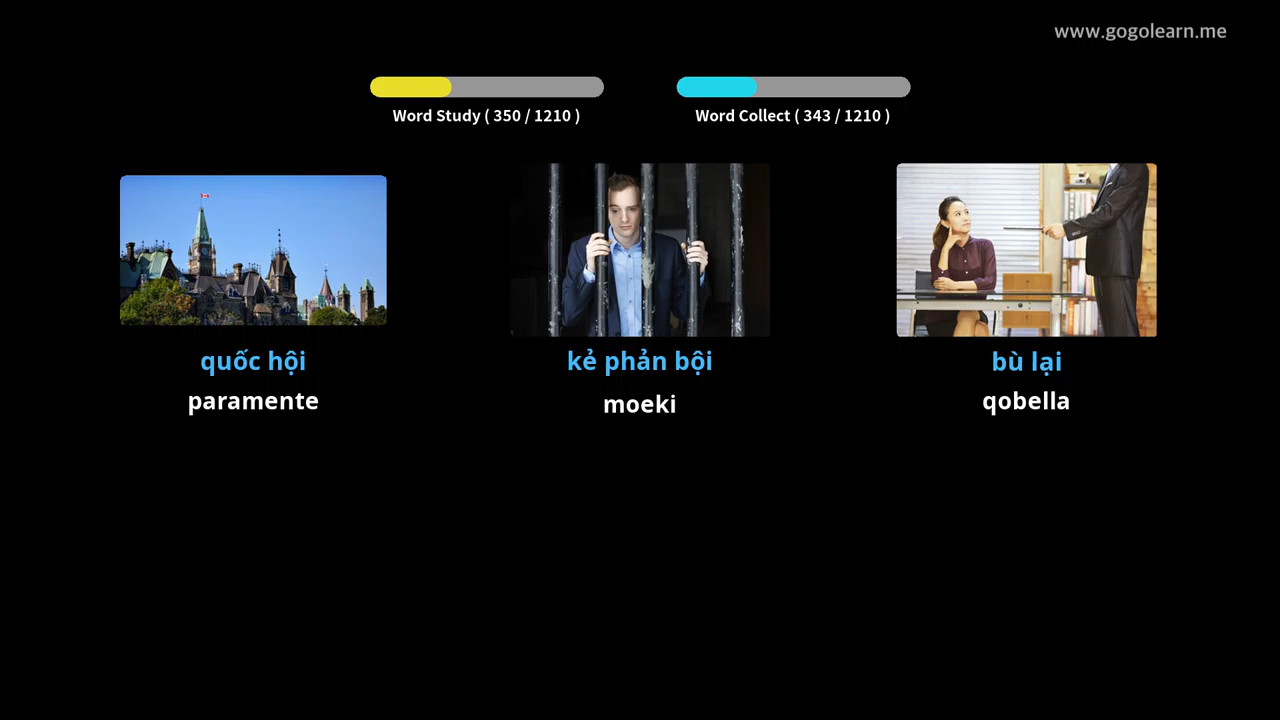 www.gogolearn.me
Word Study ( 350 / 1210 )
Word Collect ( 343 / 1210 )
quốc hội
paramente
kẻ phản bội
moeki
bù lại
qobella